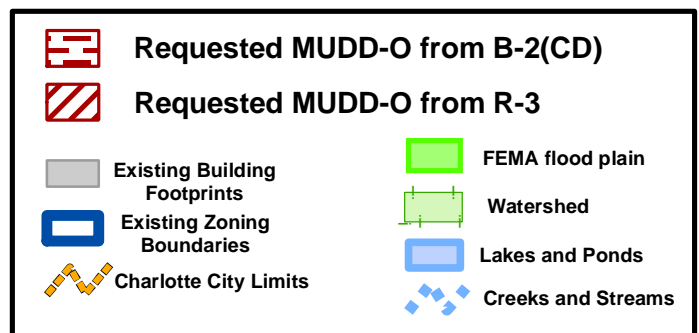 Requested MUDD-O from B-2(CD)
Requested MUDD-O from R-3
Existing Building
Footprints
Existing Zoning
Boundaries
Charlotte City Limits
FEMA flood plain
Watershed
Lakes and Ponds
Creeks and Streams